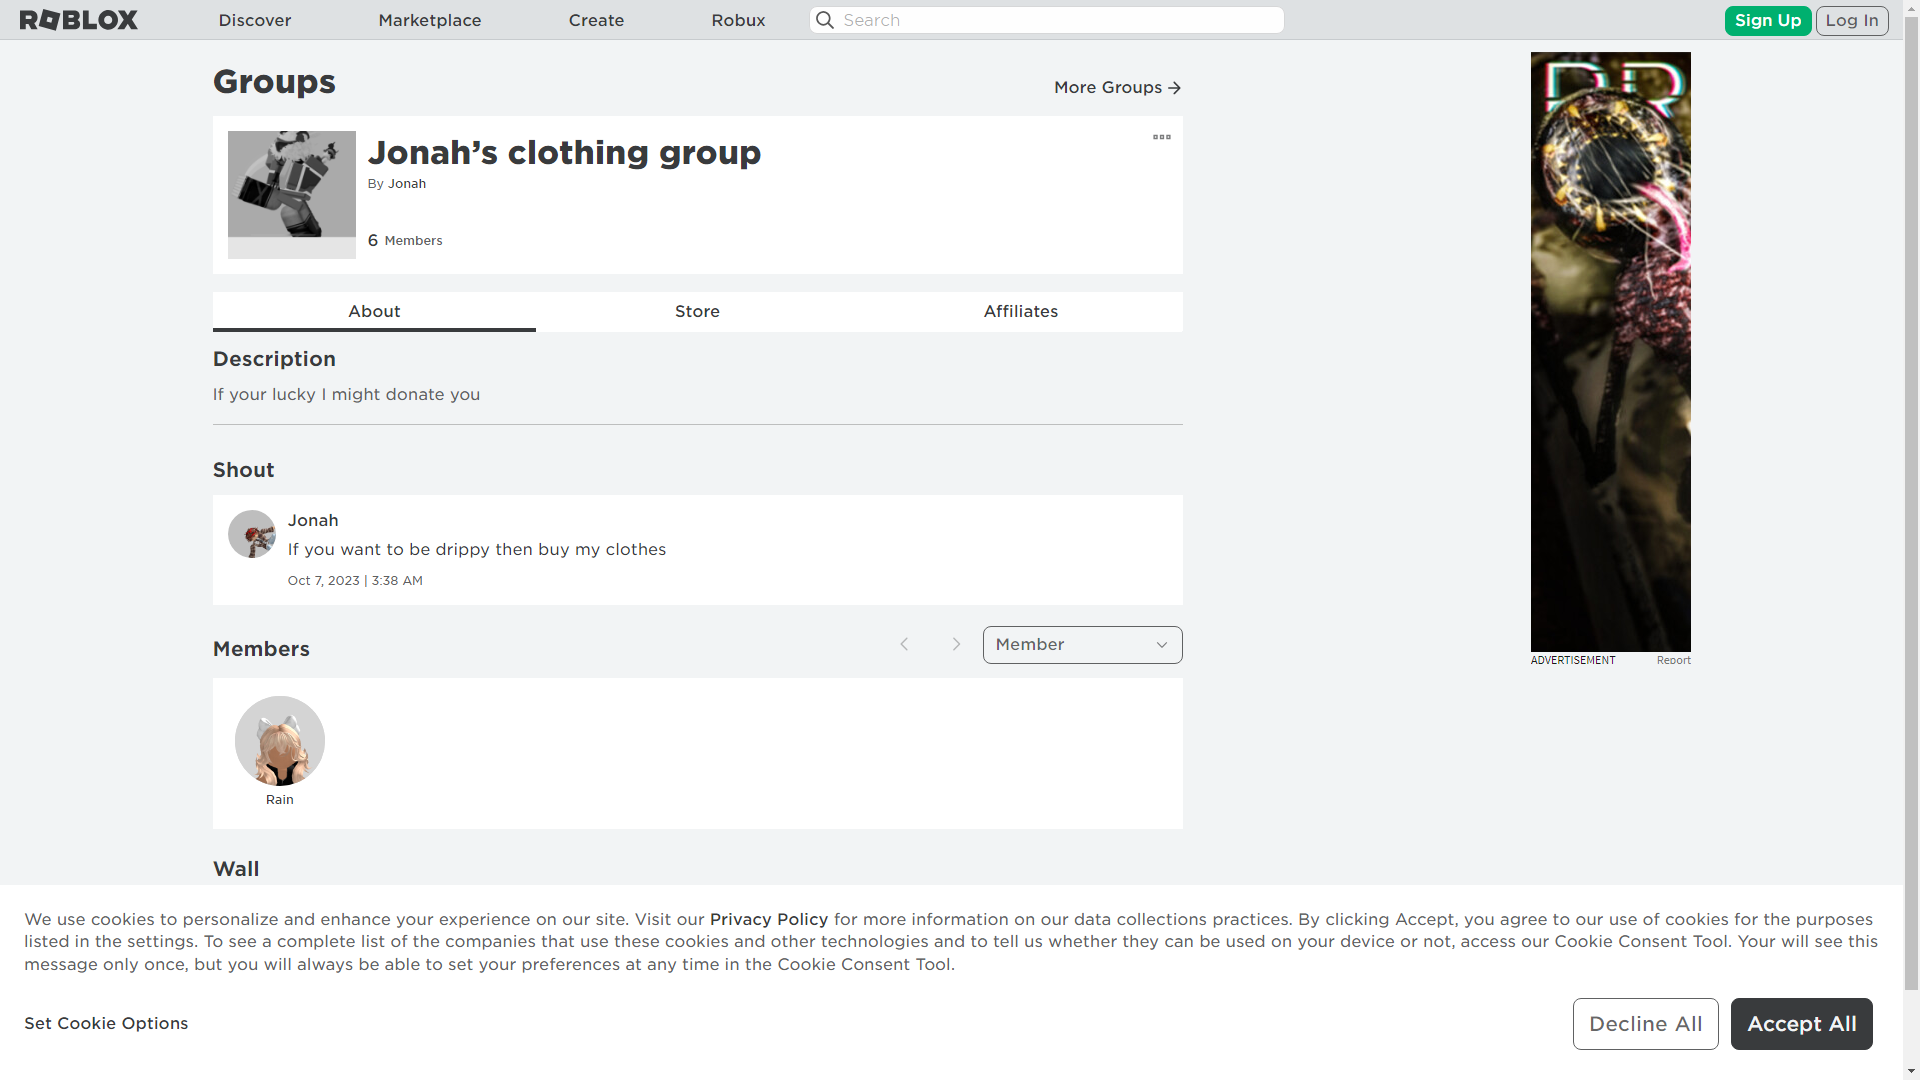 ROBLOX Discover Marketplace Create Robux Search Sign Up Log In
Groups
More Groups
Jonah’s clothing group
By Jonah
6 Members
About Store Affiliates
Description
If your lucky I might donate you
Shout
Jonah
If you want to be drippy then buy my clothes
Oct 7, 2023 | 3:38 AM
Members
Member
Rain
Wall
DR
ADVERTISEMENT Report
We use cookies to personalize and enhance your experience on our site. Visit our Privacy Policy for more information on our data collections practices. By clicking Accept, you agree to our use of cookies for the purposes
listed in the settings. To see a complete list of the companies that use these cookies and other technologies and to tell us whether they can be used on your device or not, access our Cookie Consent Tool. Your will see this
message only once, but you will always be able to set your preferences at any time in the Cookie Consent Tool.
Set Cookie Options
Decline All
Accept All